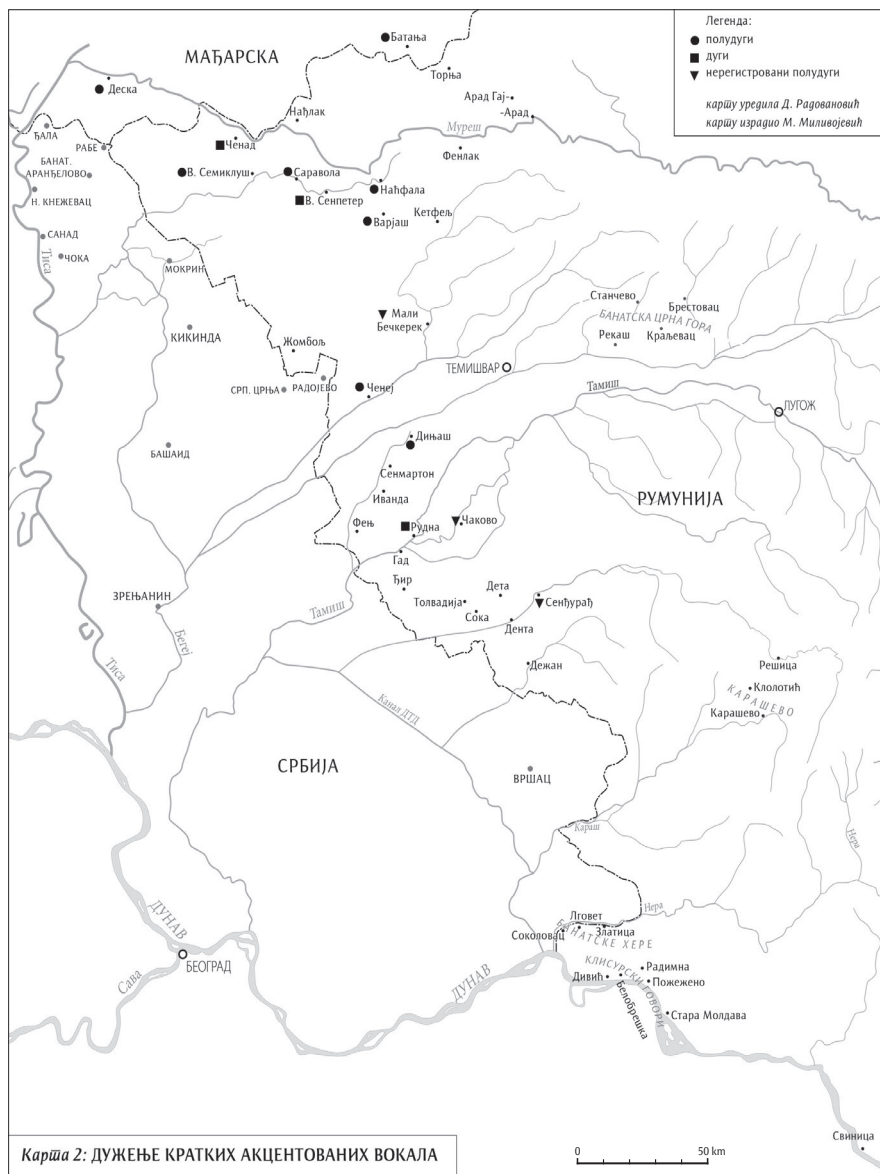 Легенда:
полудуги
дуги
нерегистровани полудуги
карту уредила Д. Радовановић
карту израдио М. Миливојевић
МАЂАРСКА
Батања
Торња
Деска
Арад Гај
Арад
Нађлак
Муреш
ЂАЛА
РАБЕ
Ченад
Фенлак
БАНАТ.
АРАНЂЕЛОВО
В. Семиклуш
Саравола
Наћфала
Н. КНЕЖЕВАЦ
В. Сенпетер
Варјаш
Кетфељ
САНАД
ЧОКА
Тиса
МОКРИН
Станчево
Брестовац
БАНАТСКА ЦРНА ГОРА
Мали
Бечкерек
Рекаш
Краљевац
КИКИНДА
Жомбољ
ТЕМИШВАР
СРП. ЦРЊА
РАДОЈЕВО
Ченеј
Тамиш
ЛУГОЖ
БАШАИД
Дињаш
Сенмартон
Иванда
РУМУНИЈА
Фењ
Рудна
Чаково
Гад
Ђир
Дета
ЗРЕЊАНИН
Тамиш
Толвадија
Сока
Сенђурађ
Дента
Бегеј
Тиса
Дежан
Решица
Клолотић
КАРАШЕВО
Карашево
Канал ДТД
СРБИЈА
ВРШАЦ
Караш
Нера
Нера
Лговет
Соколовац
Златица
БАНАТСКЕ ХЕРЕ
ДУНАВ
БЕОГРАД
Сава
ДУНАВ
КЛИСУРСКИ ГОВОРИ
Радимна
Дивић
Пожежено
Белобрешка
Стара Молдава
Свиница
Карта 2: ДУЖЕЊЕ КРАТКИХ АКЦЕНТОВАНИХ ВОКАЛА
0 50 km